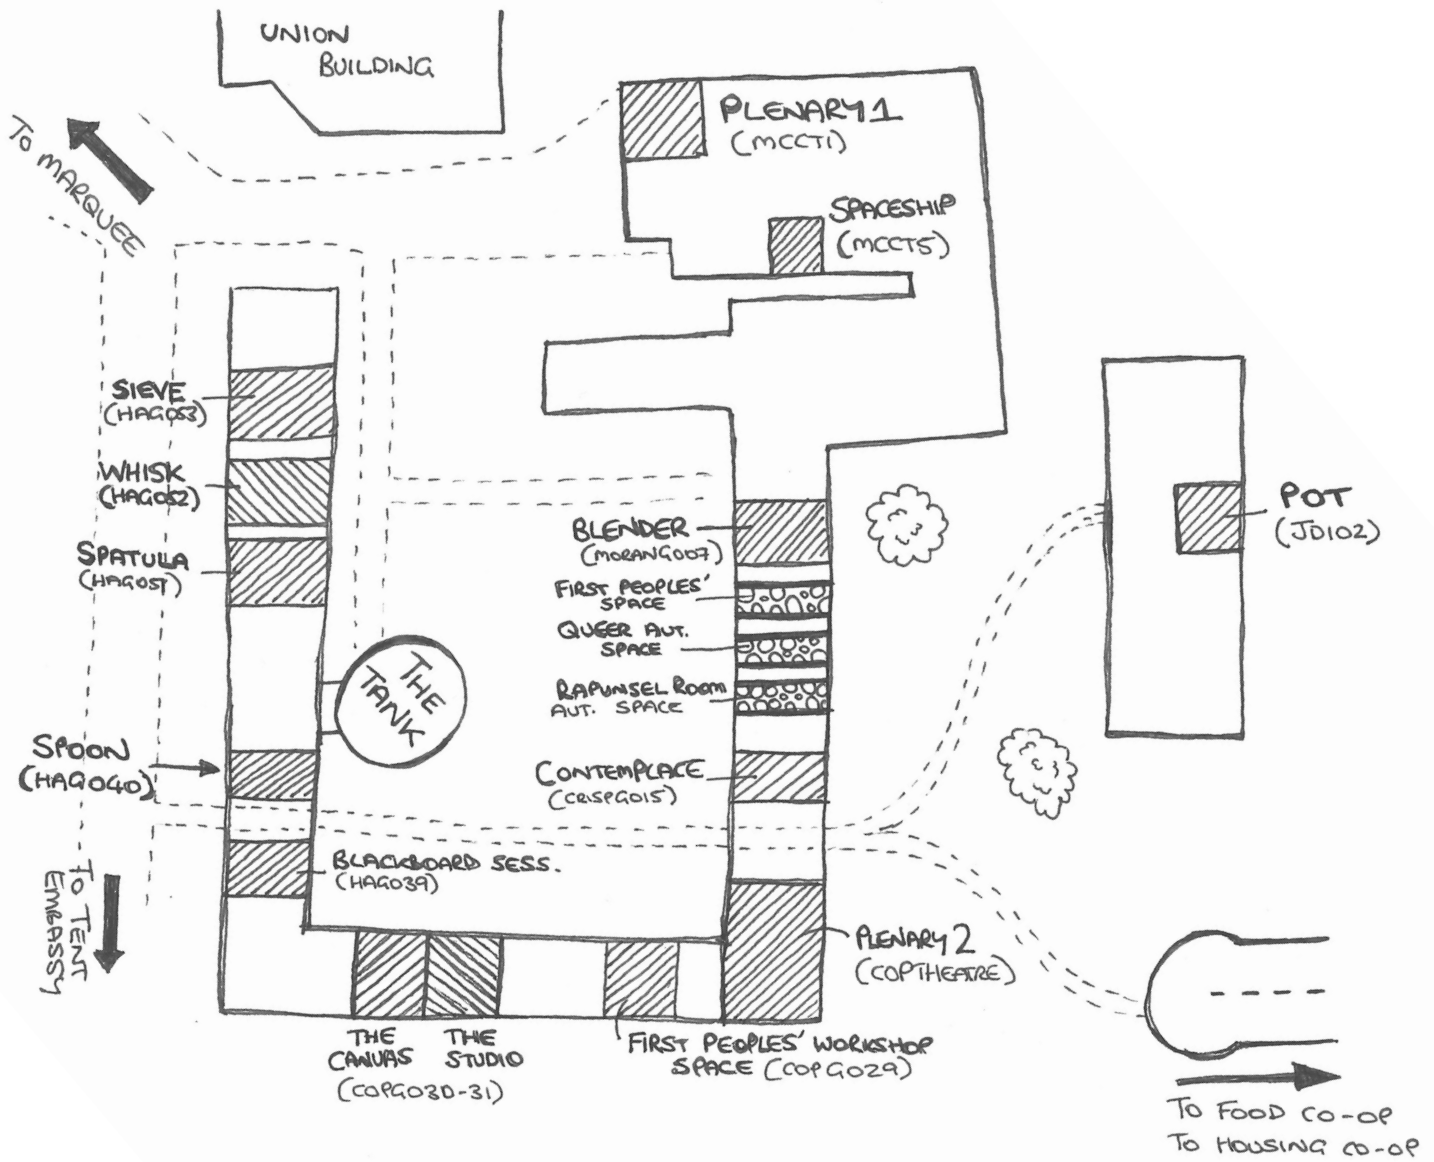 UNION
BUILDING
TO MARQUEE
PLENARY 1
(MCCT1)
SPACESHIP
(MCCT5)
SIEVE
(HAG053)
WHISK
(HAG052)
SPATULA
(HAG051)
BLENDER
(MORANG007)
FIRST PEOPLES'
SPACE
QUEER AUT.
SPACE
RAPUNSEL ROOM
AUT. SPACE
POT
(JD102)
THE
TANK
SPOON
(HAG040)
CONTEMPLACE
(CRISPG015)
BLACKBOARD SESS.
(HAG039)
TO TENT
EMBASSY
PLENARY 2
(COPTHEATRE)
THE
CANVAS
THE
STUDIO
(COPG030-31)
FIRST PEOPLES' WORKSHOP
SPACE (COPG029)
TO FOOD CO-OP
TO HOUSING CO-OP